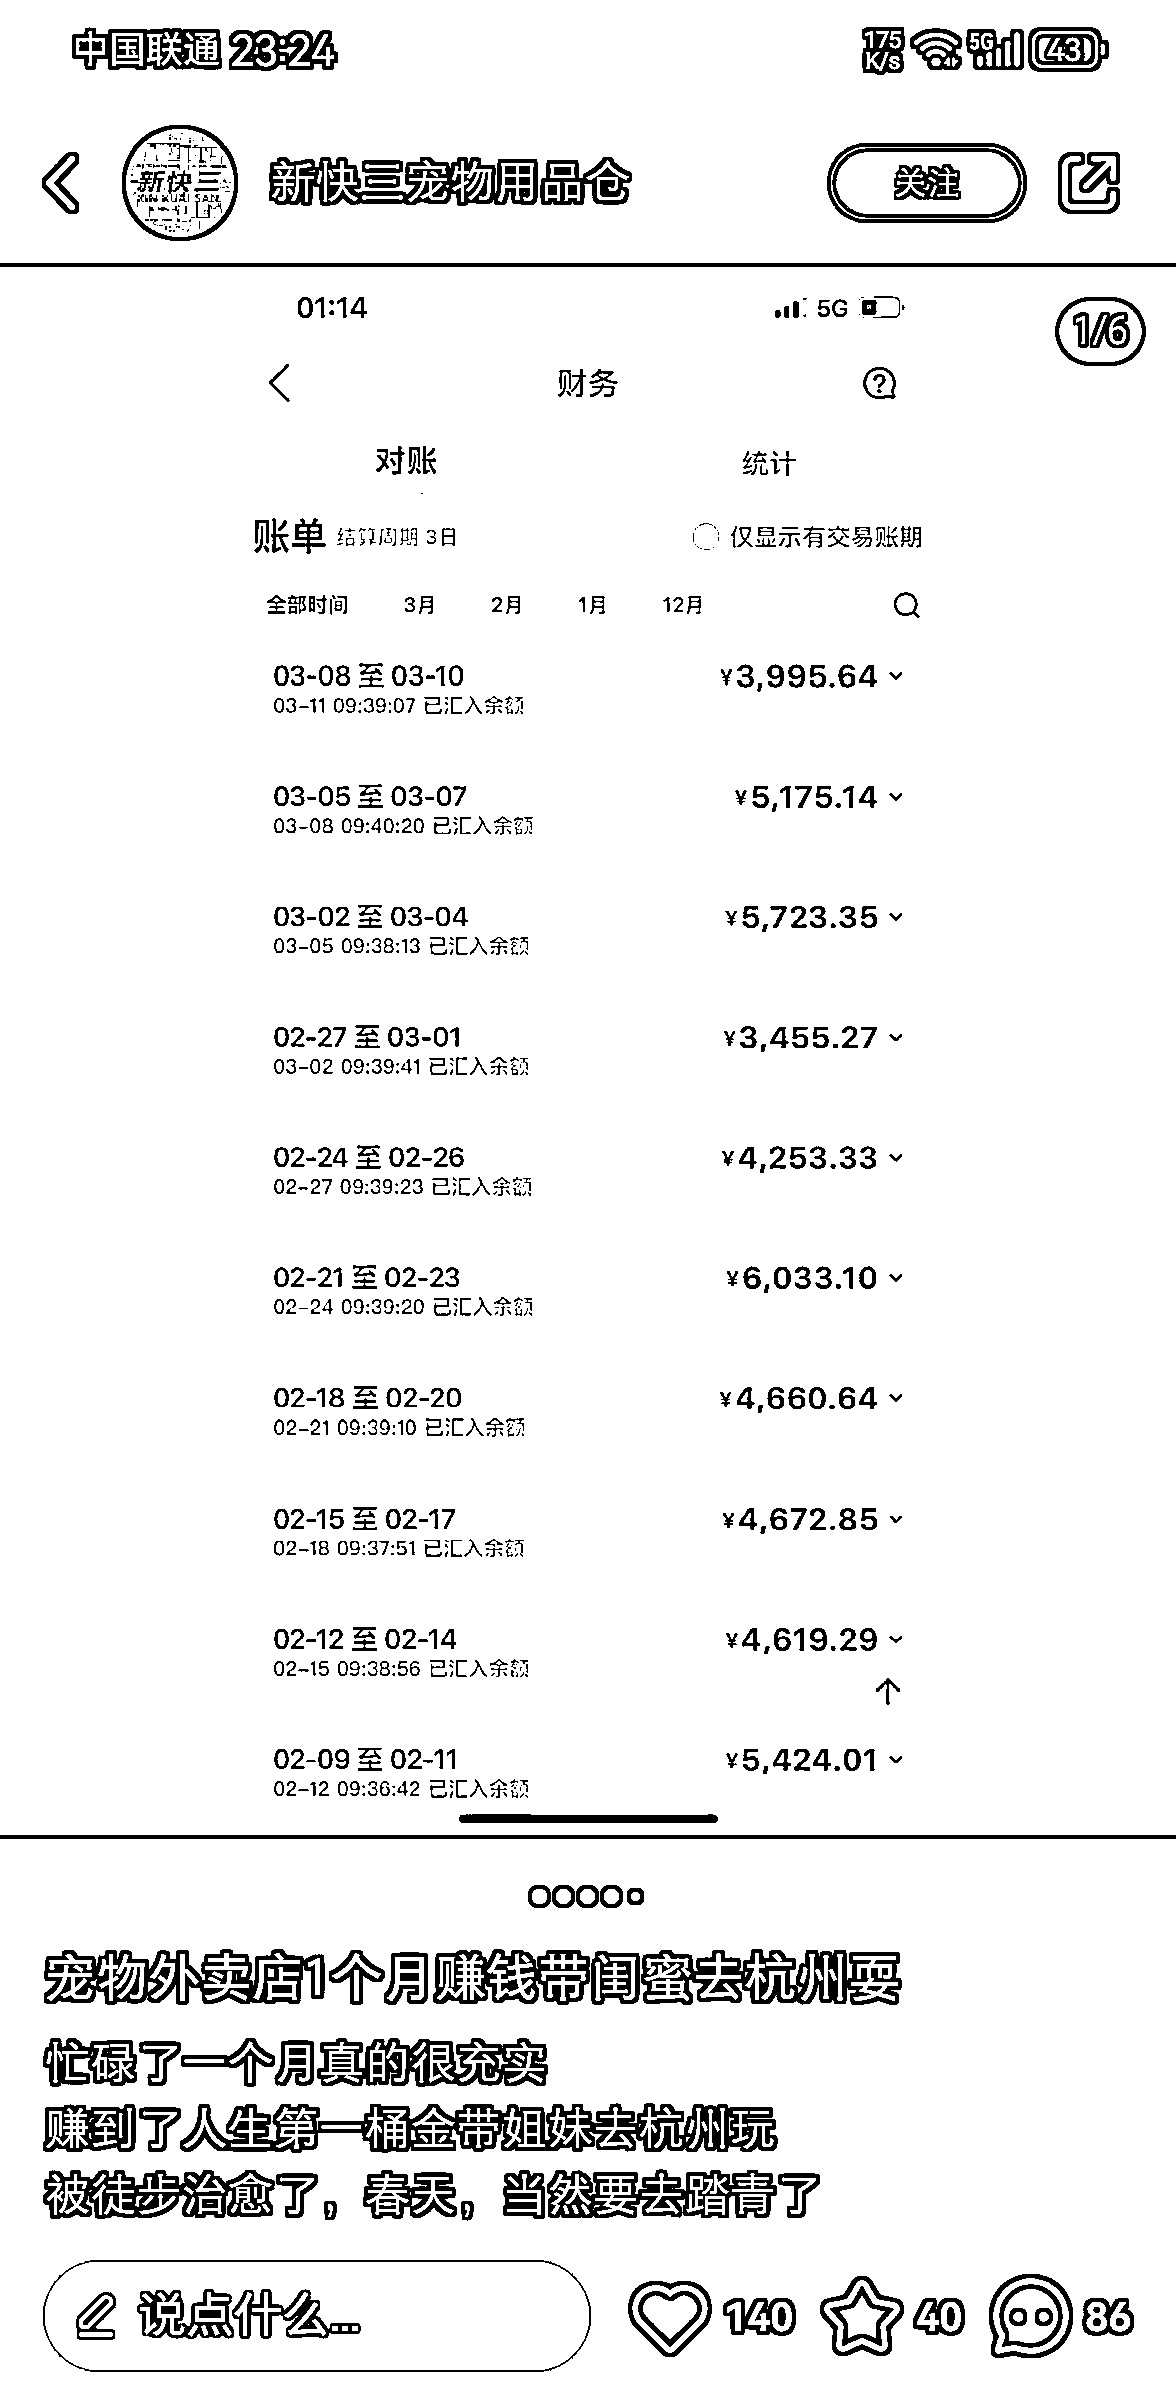 中国联通 23:24 175 K/s 5G 43
新快三 XIN KUAI SAN 新快三宠物用品仓 关注
01:14 5G 1/6
财务
对账 统计
账单 结算周期 3日 仅显示有交易账期
全部时间 3月 2月 1月 12月
03-08 至 03-10 ¥3,995.64
03-11 09:39:07 已汇入余额
03-05 至 03-07 ¥5,175.14
03-08 09:40:20 已汇入余额
03-02 至 03-04 ¥5,723.35
03-05 09:38:13 已汇入余额
02-27 至 03-01 ¥3,455.27
03-02 09:39:41 已汇入余额
02-24 至 02-26 ¥4,253.33
02-27 09:39:23 已汇入余额
02-21 至 02-23 ¥6,033.10
02-24 09:39:20 已汇入余额
02-18 至 02-20 ¥4,660.64
02-21 09:39:10 已汇入余额
02-15 至 02-17 ¥4,672.85
02-18 09:37:51 已汇入余额
02-12 至 02-14 ¥4,619.29
02-15 09:38:56 已汇入余额
02-09 至 02-11 ¥5,424.01
02-12 09:36:42 已汇入余额
宠物外卖店1个月赚钱带闺蜜去杭州耍
忙碌了一个月真的很充实
赚到了人生第一桶金带姐妹去杭州玩
被徒步治愈了，春天，当然要去踏青了
说点什么... 140 40 86